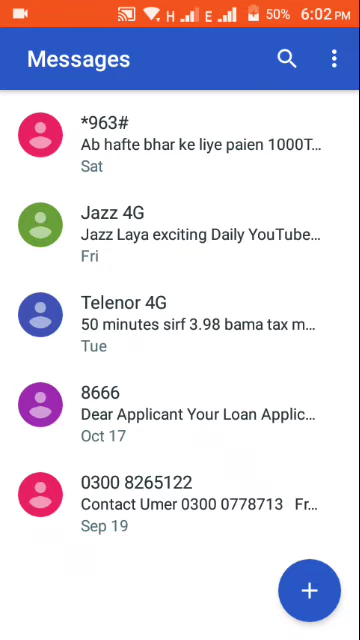 H E 50% 6:02 PM
Messages
*963#
Ab hafte bhar ke liye paien 1000T...
Sat
Jazz 4G
Jazz Laya exciting Daily YouTube...
Fri
Telenor 4G
50 minutes sirf 3.98 bama tax m...
Tue
8666
Dear Applicant Your Loan Applic...
Oct 17
0300 8265122
Contact Umer 0300 0778713 Fr...
Sep 19